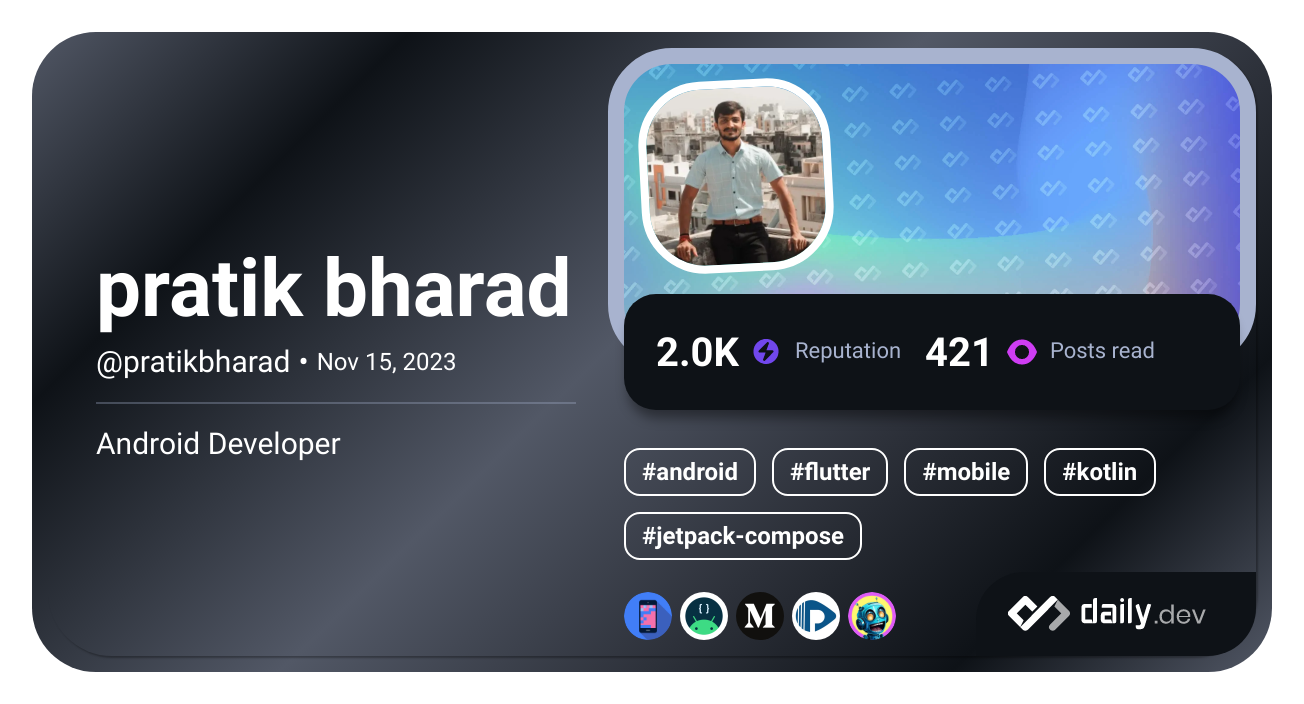 pratik bharad
@pratikbharad • Nov 15, 2023
Android Developer
2.0K Reputation 421 Posts read
#android #flutter #mobile #kotlin
#jetpack-compose
{ } M
daily.dev